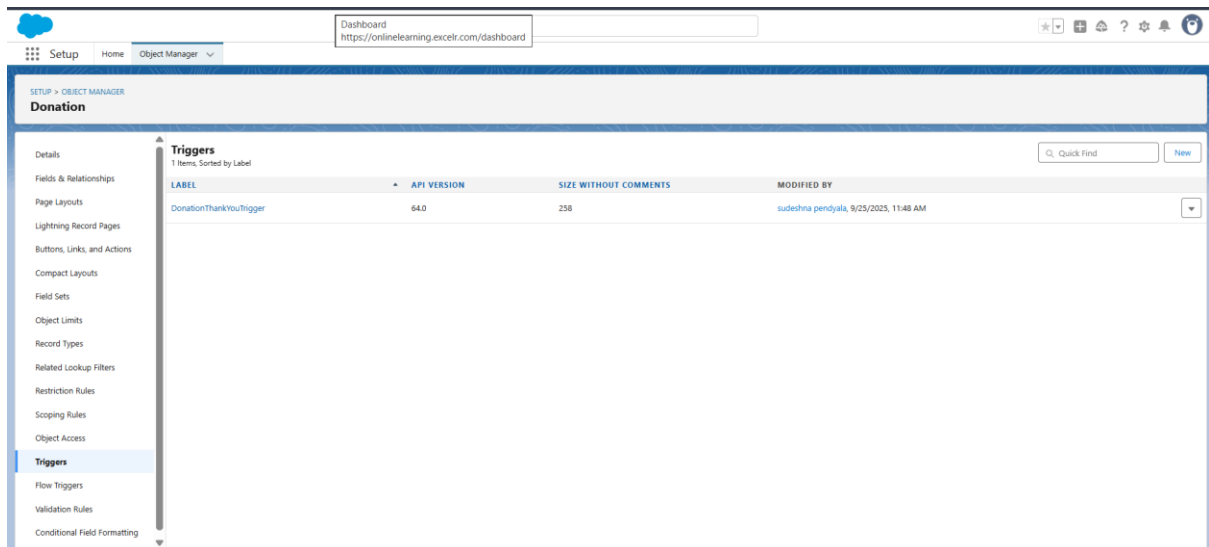 Dashboard
https://onlinelearning.excelr.com/dashboard
Setup Home Object Manager
SETUP > OBJECT MANAGER
Donation
Details
Fields & Relationships
Page Layouts
Lightning Record Pages
Buttons, Links, and Actions
Compact Layouts
Field Sets
Object Limits
Record Types
Related Lookup Filters
Restriction Rules
Scoping Rules
Object Access
Triggers
Flow Triggers
Validation Rules
Conditional Field Formatting
Triggers
1 Items, Sorted by Label
Quick Find
New
LABEL API VERSION SIZE WITHOUT COMMENTS MODIFIED BY
DonationThankYouTrigger 64.0 258 sudeshna pendyala, 9/25/2025, 11:48 AM